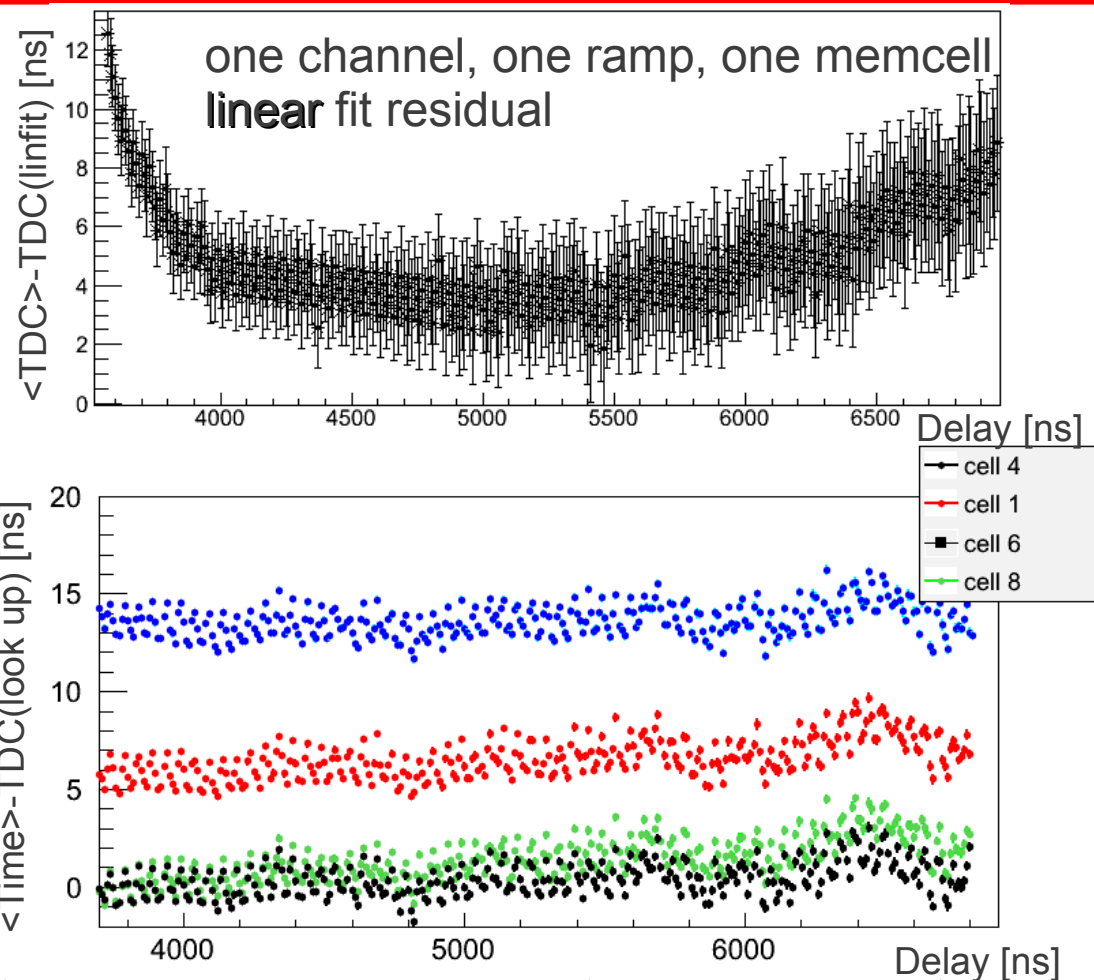 one channel, one ramp, one memcell
linear fit residual
<TDC>-TDC(linfit) [ns]
12
10
8
6
4
2
0
4000 4500 5000 5500 6000 6500
Delay [ns]
cell 4
cell 1
cell 6
cell 8
<Time>-TDC(look up) [ns]
20
15
10
5
0
4000 5000 6000
Delay [ns]